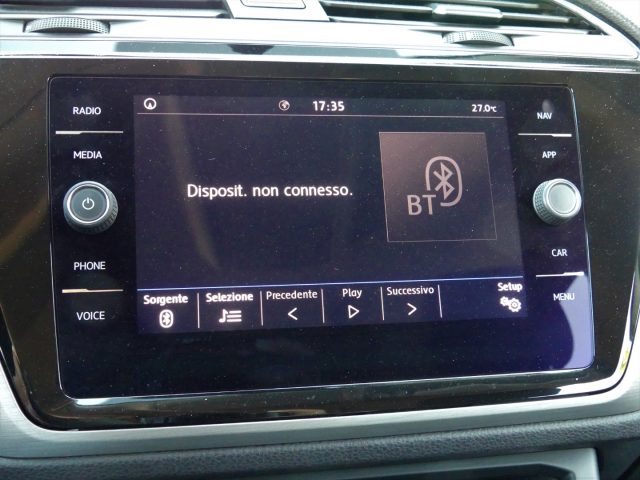 RADIO
MEDIA
PHONE
VOICE
17:35
27.0°C
Disposit. non connesso.
BT
Sorgente
Selezione
Precedente
Play
Successivo
Setup
NAV
APP
CAR
MENU